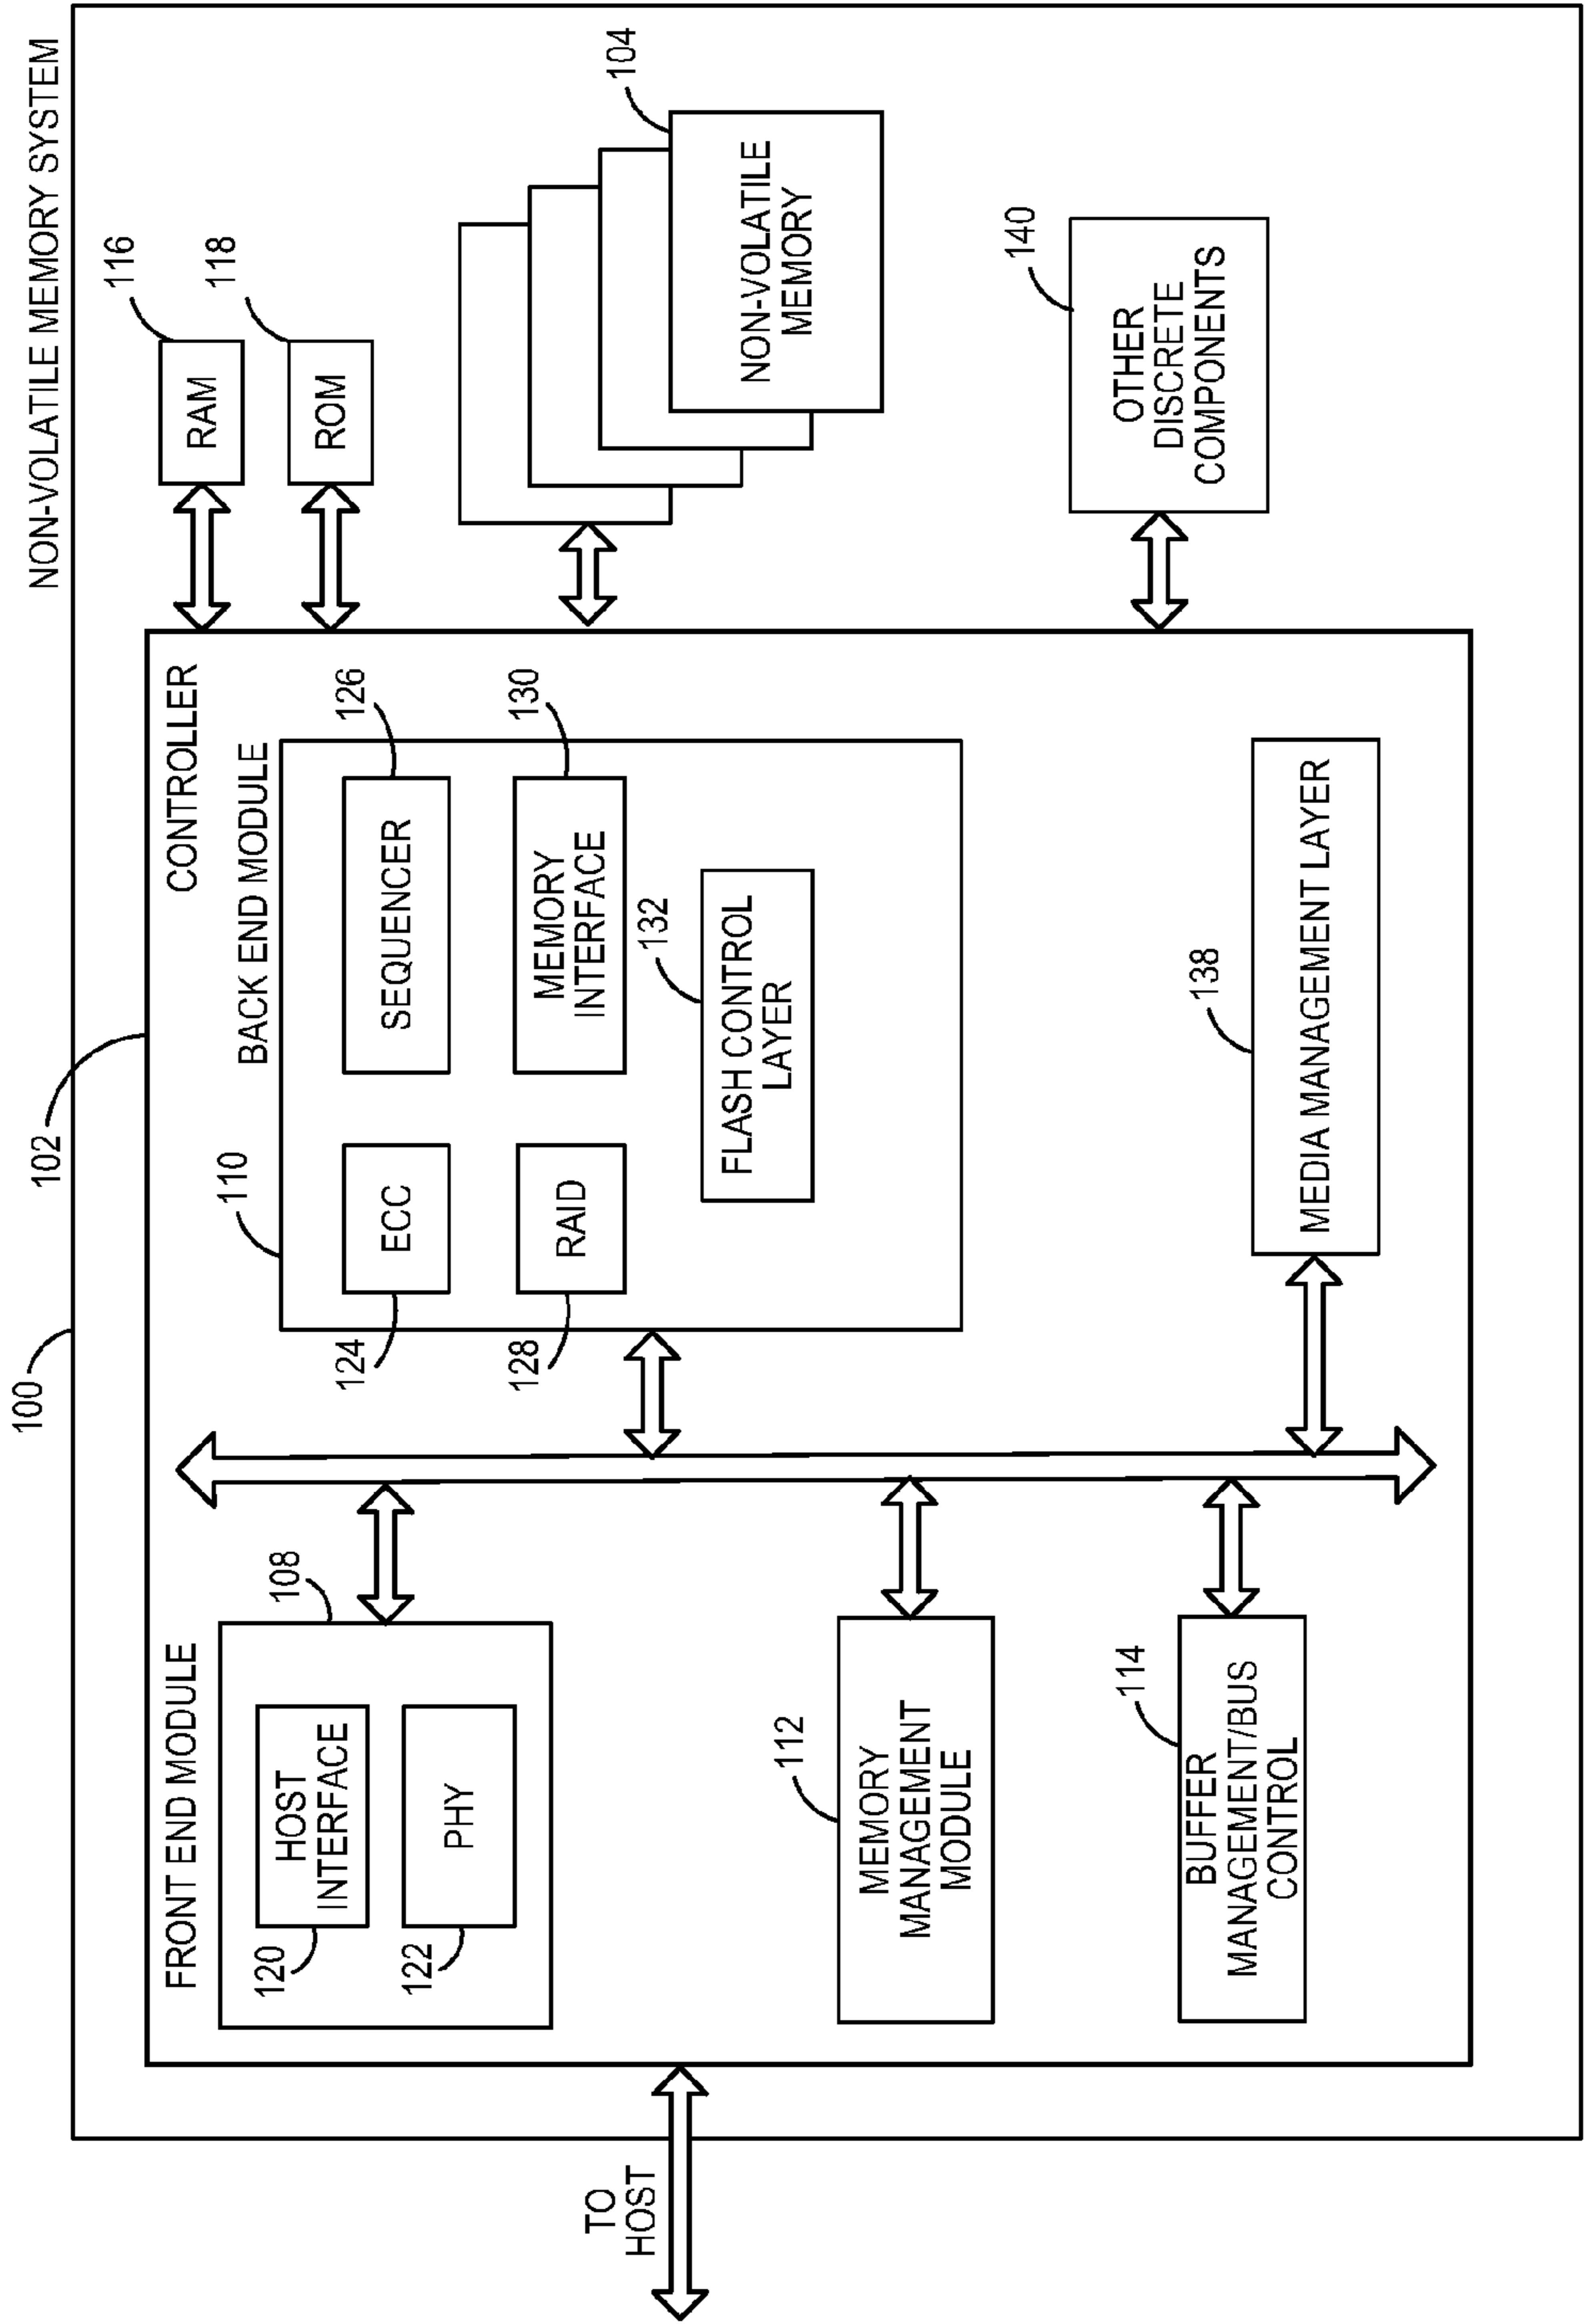 NON-VOLATILE MEMORY SYSTEM
100
102
CONTROLLER
FRONT END MODULE
108
HOST
INTERFACE
120
PHY
122
110
BACK END MODULE
ECC
124
SEQUENCER
126
RAID
128
MEMORY
INTERFACE
130
FLASH CONTROL
LAYER
132
MEMORY
MANAGEMENT
MODULE
112
BUFFER
MANAGEMENT/BUS
CONTROL
114
MEDIA MANAGEMENT LAYER
138
RAM
116
ROM
118
NON-VOLATILE
MEMORY
104
OTHER
DISCRETE
COMPONENTS
140
TO
HOST